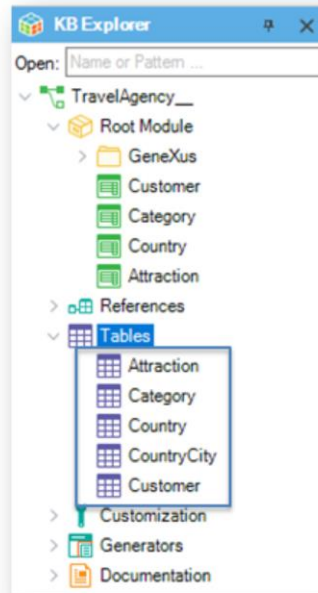 KB Explorer
Open: Name or Pattern ...
TravelAgency__
Root Module
GeneXus
Customer
Category
Country
Attraction
References
Tables
Attraction
Category
Country
CountryCity
Customer
Customization
Generators
Documentation